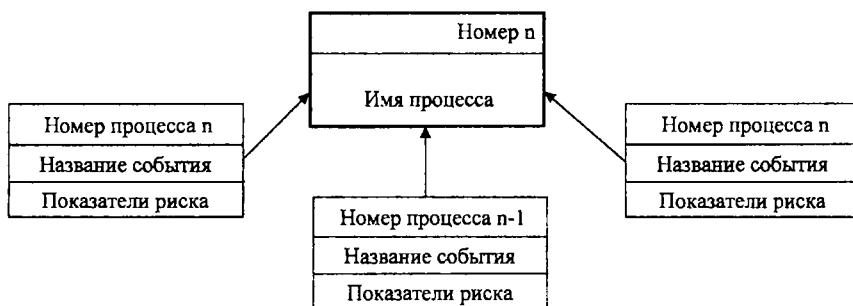 Номер n
Имя процесса
Номер процесса n
Название события
Показатели риска
Номер процесса n-1
Название события
Показатели риска
Номер процесса n
Название события
Показатели риска